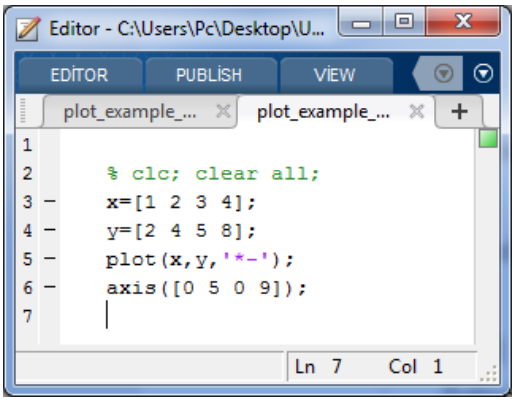 Editor - C:\Users\Pc\Desktop\U...
EDİTOR PUBLİSH VİEW
plot_example_... plot_example_... +
1
2 % clc; clear all;
3 - x=[1 2 3 4];
4 - y=[2 4 5 8];
5 - plot(x,y,'*-');
6 - axis([0 5 0 9]);
7
Ln 7 Col 1